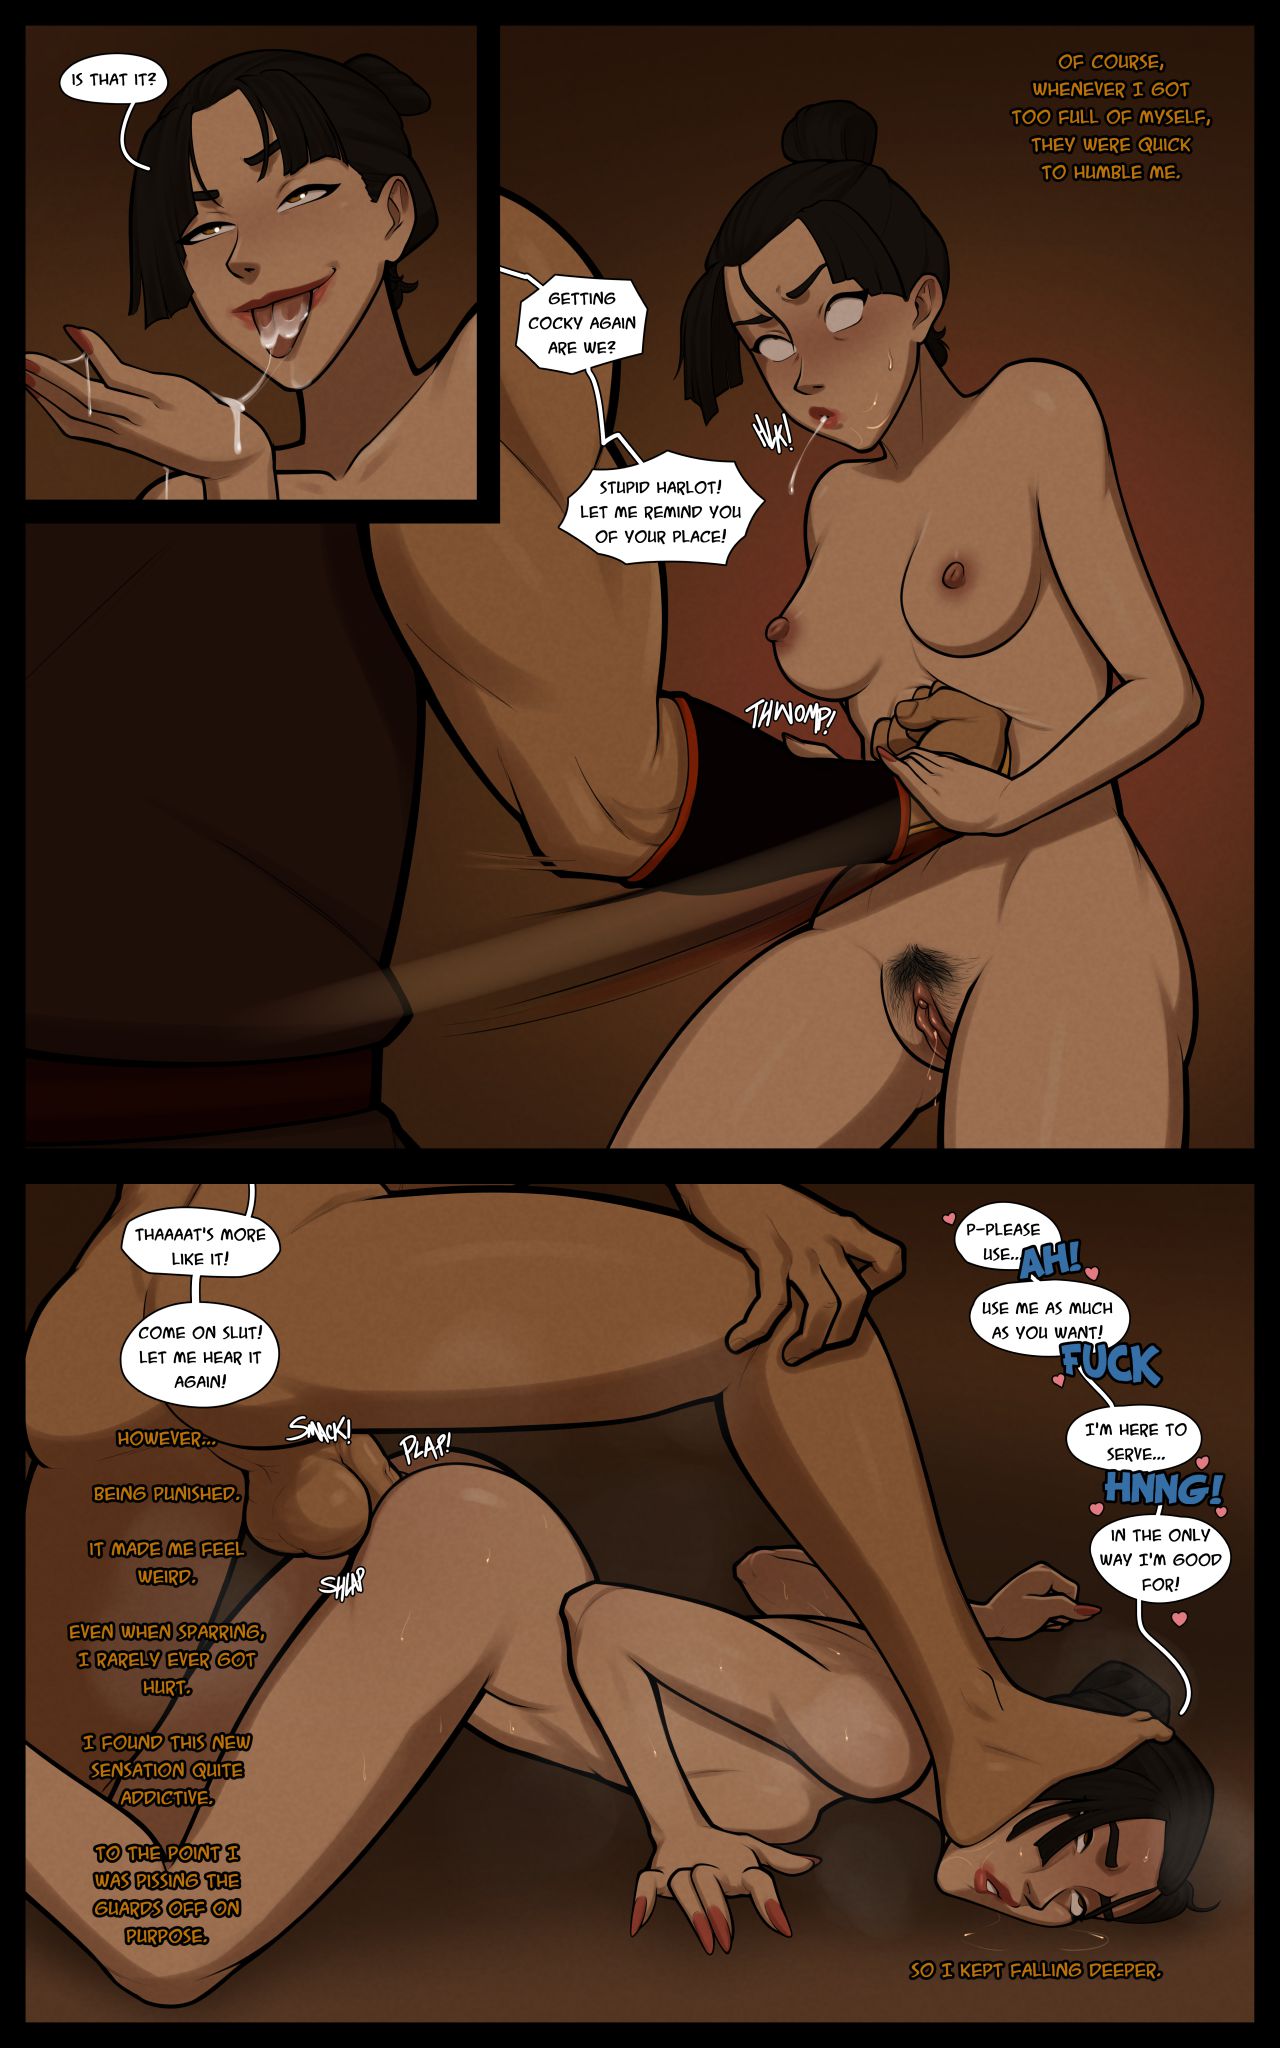 IS THAT IT?
OF COURSE,
WHENEVER I GOT
TOO FULL OF MYSELF,
THEY WERE QUICK
TO HUMBLE ME.
GETTING
COCKY AGAIN
ARE WE?
HLK!
STUPID HARLOT!
LET ME REMIND YOU
OF YOUR PLACE!
THWOMP!
THAAAAT'S MORE
LIKE IT!
COME ON SLUT!
LET ME HEAR IT
AGAIN!
P-PLEASE
USE...
AH!
USE ME AS MUCH
AS YOU WANT!
FUCK
I'M HERE TO
SERVE...
HNNG!
IN THE ONLY
WAY I'M GOOD
FOR!
SMACK!
PLAP!
SHLAP
HOWEVER...
BEING PUNISHED.
IT MADE ME FEEL
WEIRD.
EVEN WHEN SPARRING,
I RARELY EVER GOT
HURT.
I FOUND THIS NEW
SENSATION QUITE
ADDICTIVE.
TO THE POINT I
WAS PISSING THE
GUARDS OFF ON
PURPOSE.
SO I KEPT FALLING DEEPER.